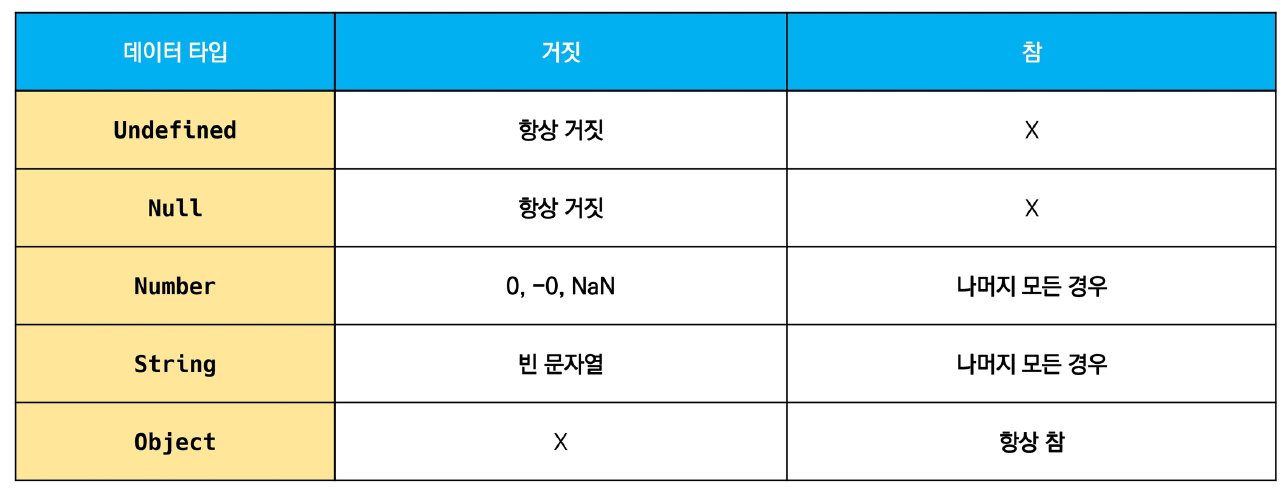 데이터 타입 거짓 참
Undefined 항상 거짓 X
Null 항상 거짓 X
Number 0, -0, NaN 나머지 모든 경우
String 빈 문자열 나머지 모든 경우
Object X 항상 참